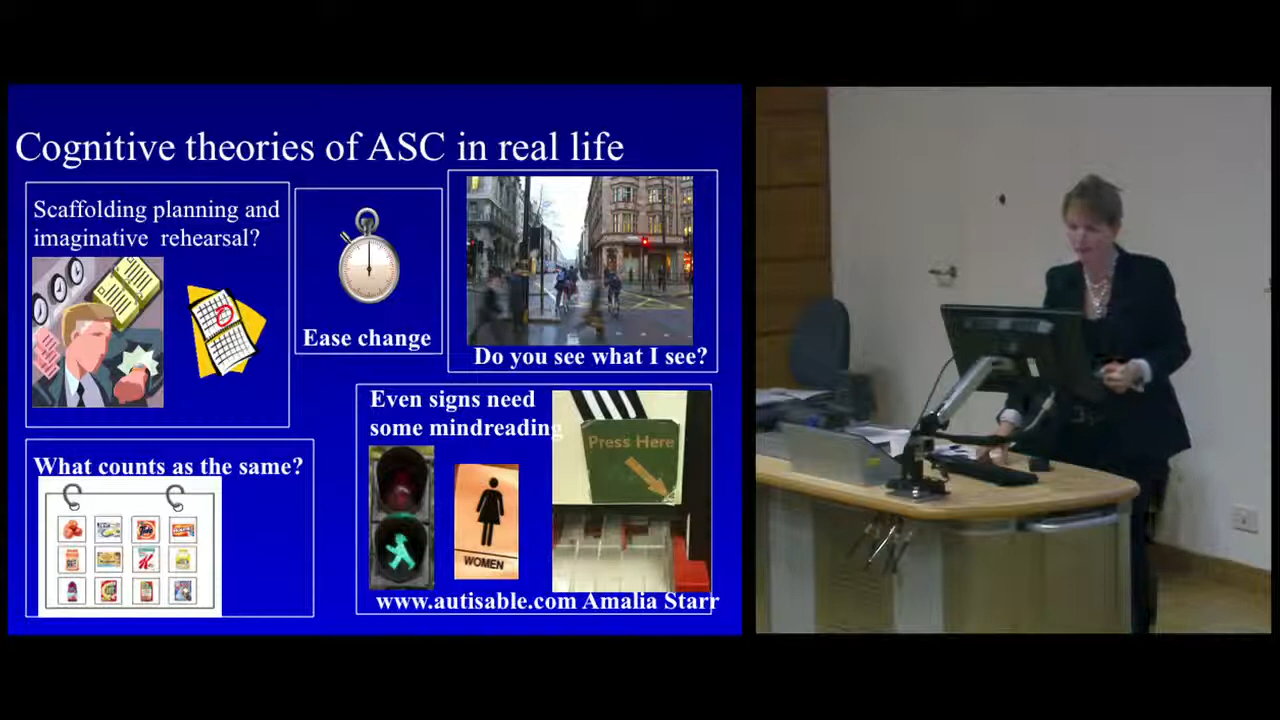 Cognitive theories of ASC in real life
Scaffolding planning and
imaginative rehearsal?
Ease change
Do you see what I see?
What counts as the same?
Even signs need
some mindreading
Press Here
WOMEN
www.autisable.com Amalia Starr